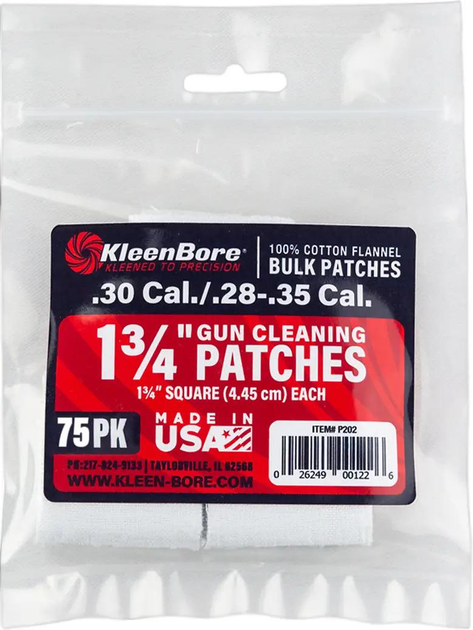 KleenBore®
KLEENED TO PRECISION
100% COTTON FLANNEL
BULK PATCHES
.30 Cal./.28-.35 Cal.
1¾" GUN CLEANING
PATCHES
1¾" SQUARE (4.45 cm) EACH
75PK
MADE IN
USA
ITEM# P202
0 26249 00122 6
PH:217-824-9133 | TAYLORVILLE, IL 62568
WWW.KLEEN-BORE.COM